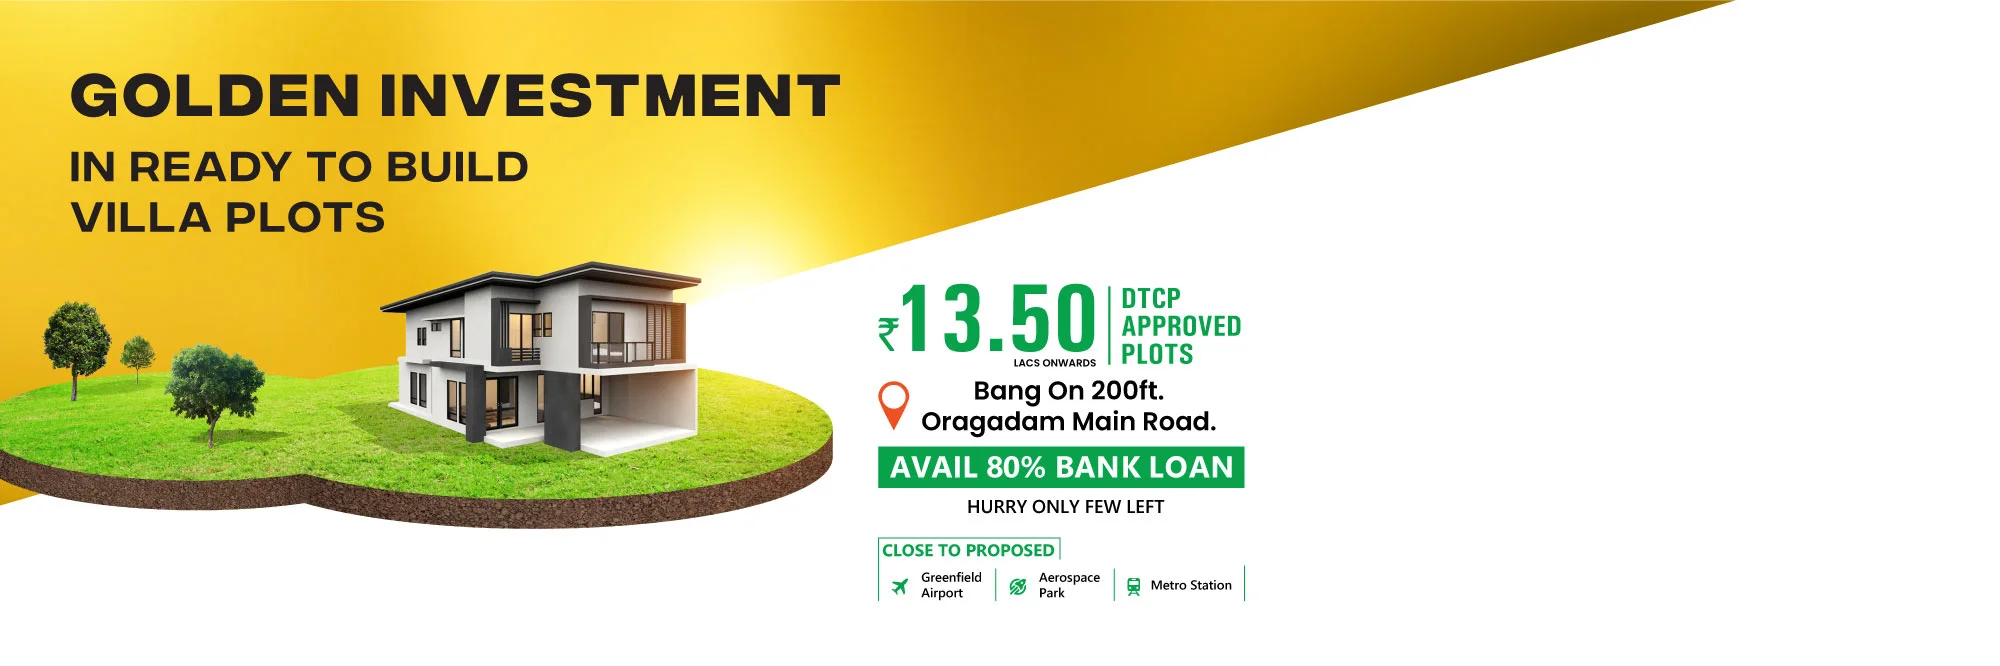 GOLDEN INVESTMENT
IN READY TO BUILD
VILLA PLOTS
₹13.50
LACS ONWARDS
DTCP
APPROVED
PLOTS
Bang On 200ft.
Oragadam Main Road.
AVAIL 80% BANK LOAN
HURRY ONLY FEW LEFT
CLOSE TO PROPOSED
Greenfield
Airport
Aerospace
Park
Metro Station